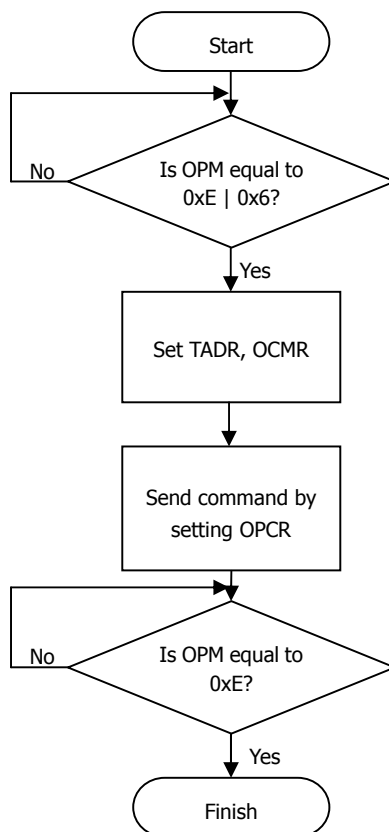 Start
Is OPM equal to
0xE | 0x6?
No
Yes
Set TADR, OCMR
Send command by
setting OPCR
Is OPM equal to
0xE?
No
Yes
Finish